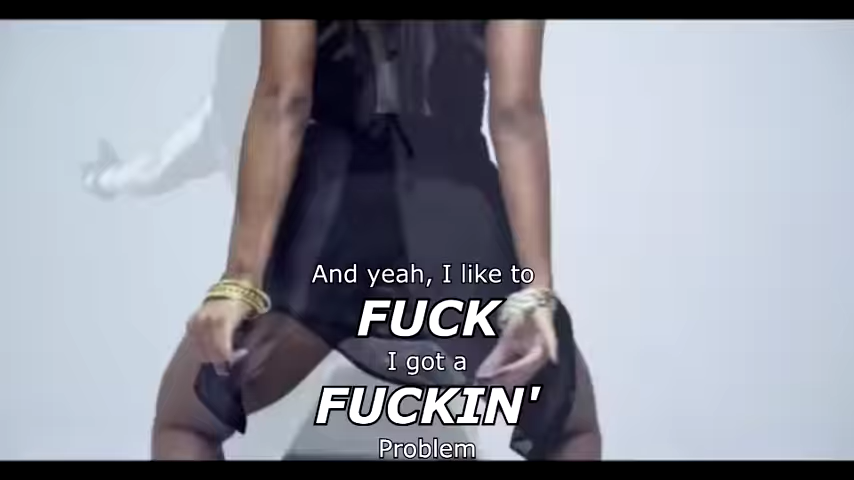 And yeah, I like to
FUCK
I got a
FUCKIN'
Problem